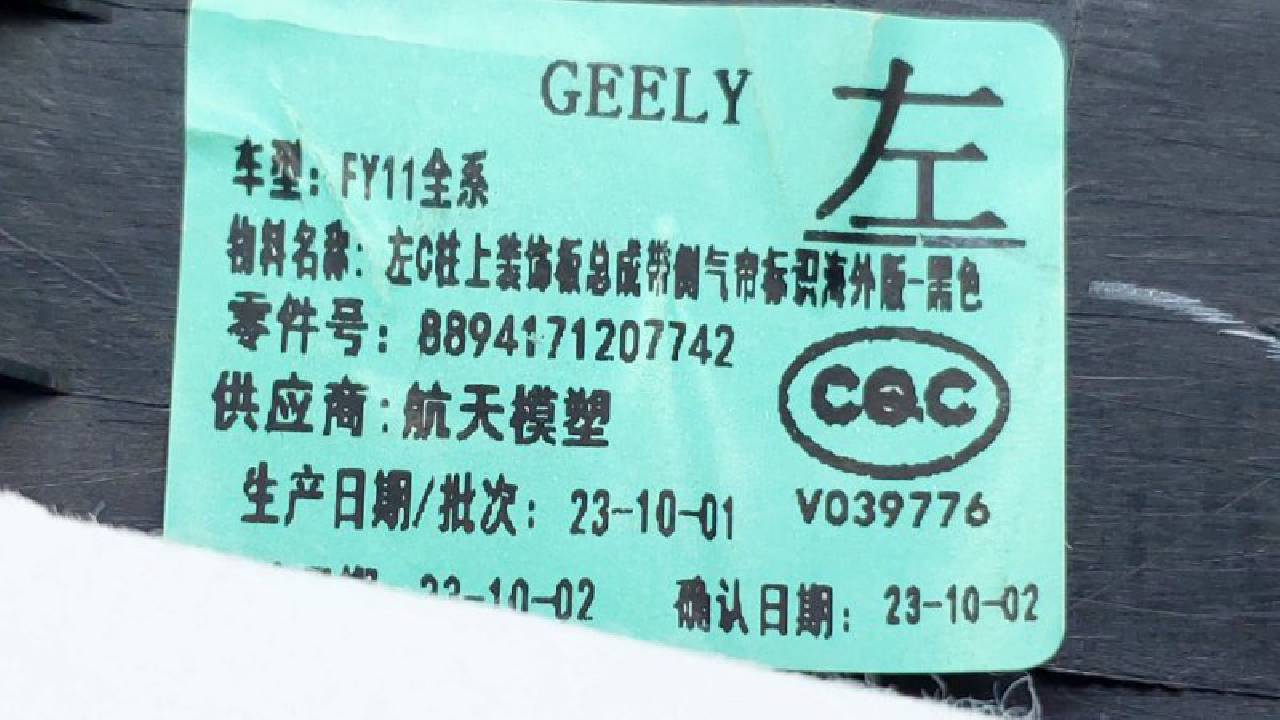 GEELY 左
车型: FY11全系
物料名称: 左C柱上装饰板总成带侧气帘标识海外版-黑色
零件号: 8894171207742
CQC
供应商:航天模塑
生产日期/批次: 23-10-01
V039776
23-10-02 确认日期: 23-10-02